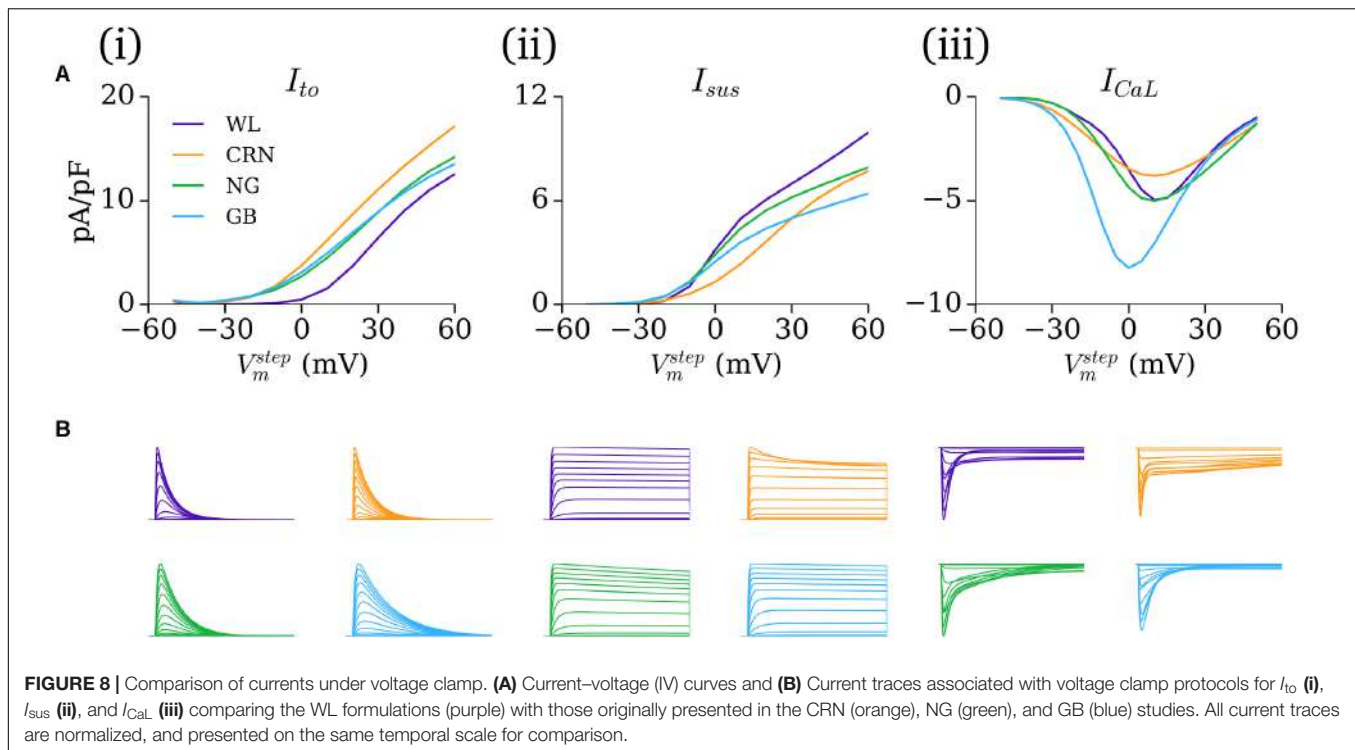 (i) (ii) (iii)
A
I_to I_sus I_CaL
20 12 0
WL
CRN
NG
GB
pA/pF
10 6 −5
0 0 −10
−60 −30 0 30 60 −60 −30 0 30 60 −60 −30 0 30 60
V_m^step (mV) V_m^step (mV) V_m^step (mV)
B
FIGURE 8 | Comparison of currents under voltage clamp. (A) Current–voltage (IV) curves and (B) Current traces associated with voltage clamp protocols for I_to (i),
I_sus (ii), and I_CaL (iii) comparing the WL formulations (purple) with those originally presented in the CRN (orange), NG (green), and GB (blue) studies. All current traces
are normalized, and presented on the same temporal scale for comparison.